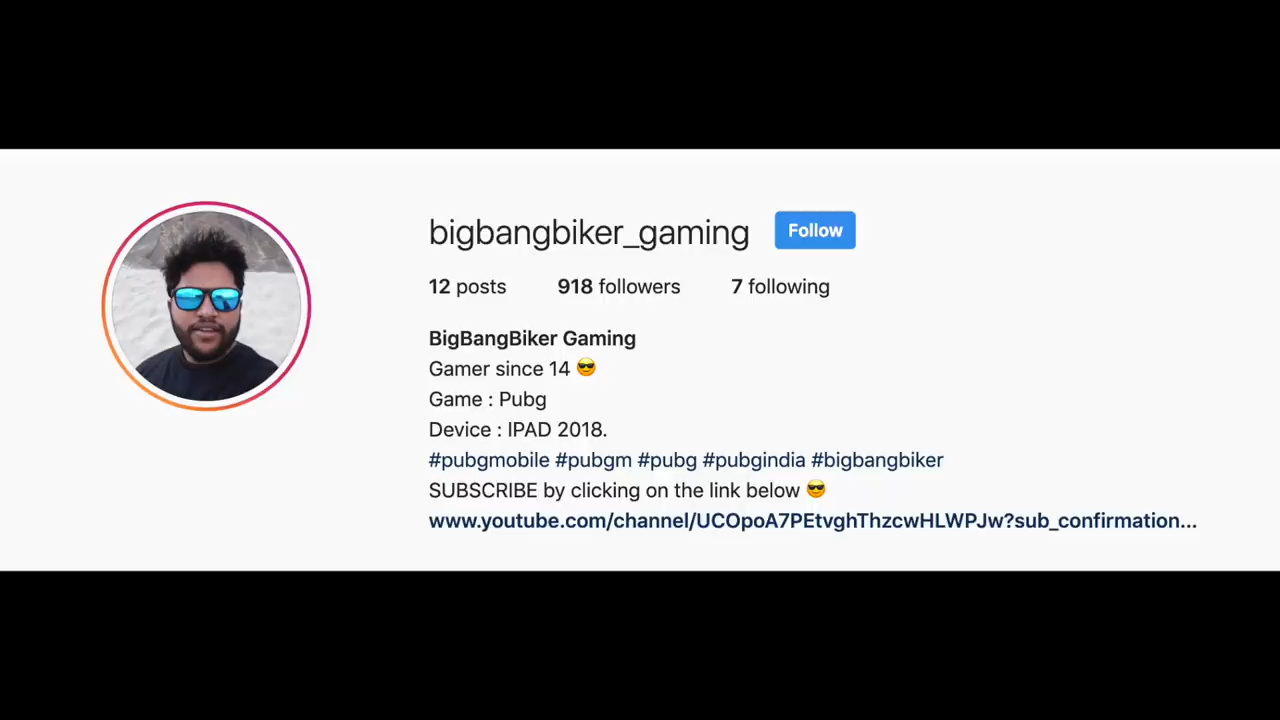 bigbangbiker_gaming Follow
12 posts 918 followers 7 following
BigBangBiker Gaming
Gamer since 14 😎
Game : Pubg
Device : IPAD 2018.
#pubgmobile #pubgm #pubg #pubgindia #bigbangbiker
SUBSCRIBE by clicking on the link below 😎
www.youtube.com/channel/UCOpoA7PEtvghThzcwHLWPJw?sub_confirmation...